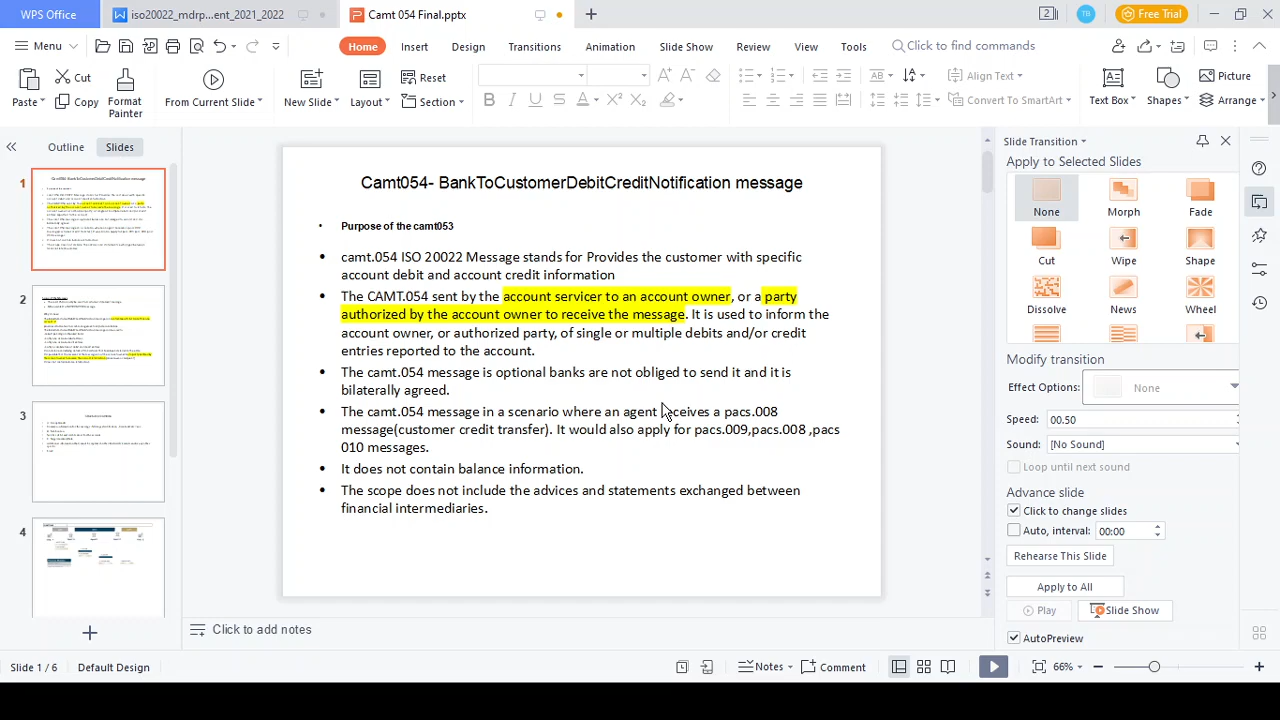 WPS Office
iso20022_mdrp...ent_2021_2022
Camt 054 Final.pptx
2
TB
Free Trial
Menu
Home
Insert
Design
Transitions
Animation
Slide Show
Review
View
Tools
Click to find commands
Paste
Cut
Copy
Format
Painter
From Current Slide
New Slide
Layout
Reset
Section
Align Text
Convert To SmartArt
Text Box
Shapes
Picture
Arrange
Outline
Slides
1
2
3
4
Camt054- BankToCustomerDebitCreditNotification message
• Purpose of the camt053
• camt.054 ISO 20022 Message stands for Provides the customer with specific
account debit and account credit information
• The CAMT.054 sent by the account servicer to an account owner, or, a party
authorized by the account owner to receive the message. It is used to inform the
account owner, or authorized party, of single or multiple debits and/or credit
entries reported to the account.
• The camt.054 message is optional banks are not obliged to send it and it is
bilaterally agreed.
• The camt.054 message in a scenario where an agent receives a pacs.008
message(customer credit transfer). It would also apply for pacs.009,pacs.008 ,pacs
010 messages.
• It does not contain balance information.
• The scope does not include the advices and statements exchanged between
financial intermediaries.
Click to add notes
Slide Transition
Apply to Selected Slides
None
Morph
Fade
Cut
Wipe
Shape
Dissolve
News
Wheel
Modify transition
Effect Options:
None
Speed: 00.50
Sound: [No Sound]
Loop until next sound
Advance slide
Click to change slides
Auto, interval: 00:00
Rehearse This Slide
Apply to All
Play
Slide Show
AutoPreview
Slide 1 / 6
Default Design
Notes
Comment
66%